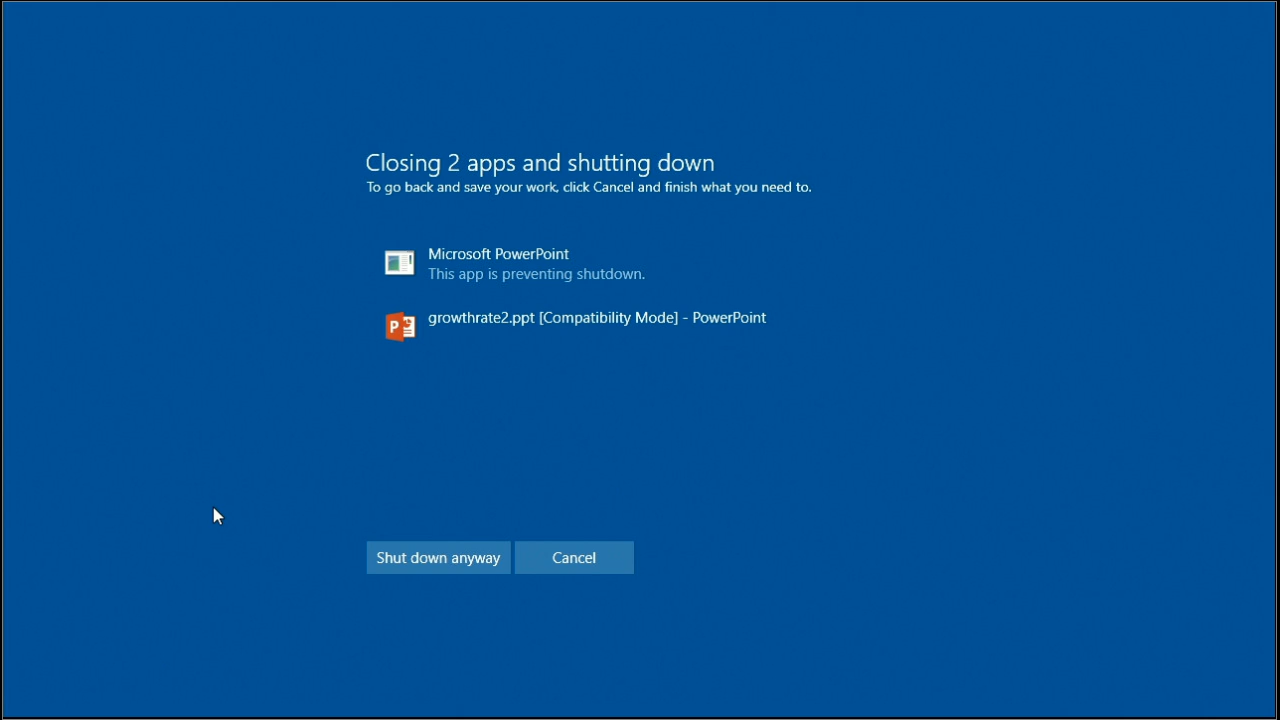 Closing 2 apps and shutting down
To go back and save your work, click Cancel and finish what you need to.
Microsoft PowerPoint
This app is preventing shutdown.
P
growthrate2.ppt [Compatibility Mode] - PowerPoint
Shut down anyway
Cancel